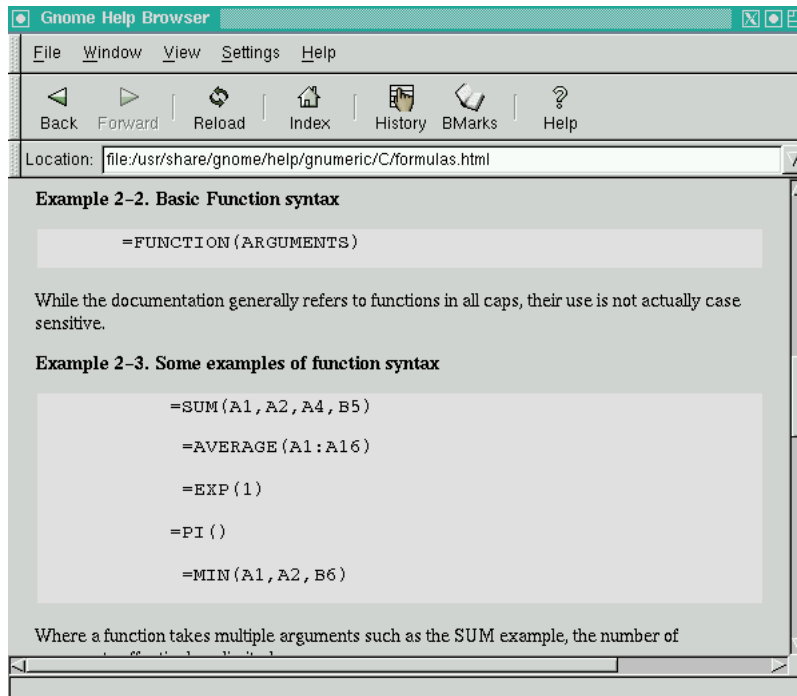 Gnome Help Browser
File Window View Settings Help
Back Forward Reload Index History BMarks Help
Location: file:/usr/share/gnome/help/gnumeric/C/formulas.html
Example 2-2. Basic Function syntax
=FUNCTION(ARGUMENTS)
While the documentation generally refers to functions in all caps, their use is not actually case
sensitive.
Example 2-3. Some examples of function syntax
=SUM(A1,A2,A4,B5)
=AVERAGE(A1:A16)
=EXP(1)
=PI()
=MIN(A1,A2,B6)
Where a function takes multiple arguments such as the SUM example, the number of